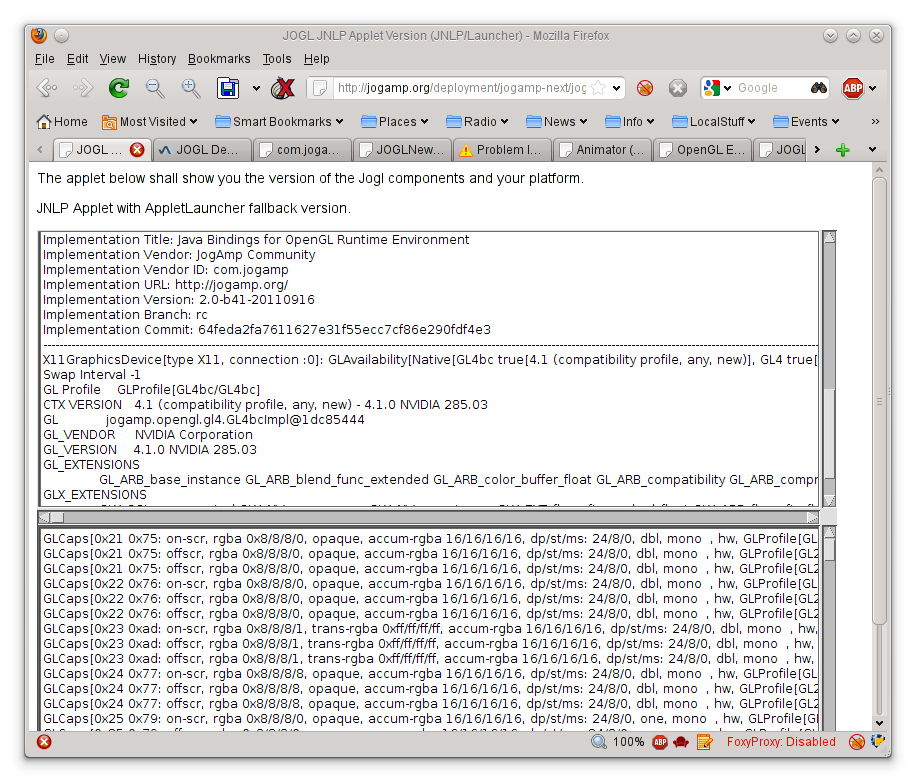 JOGL JNLP Applet Version (JNLP/Launcher) - Mozilla Firefox
File Edit View History Bookmarks Tools Help
http://jogamp.org/deployment/jogamp-next/jog Google ABP
Home Most Visited Smart Bookmarks Places Radio News Info LocalStuff Events »
JOGL ... JOGL De... com.joga... JOGLNew... Problem l... Animator (... OpenGL E... JOGL
The applet below shall show you the version of the Jogl components and your platform.
JNLP Applet with AppletLauncher fallback version.
Implementation Title: Java Bindings for OpenGL Runtime Environment
Implementation Vendor: JogAmp Community
Implementation Vendor ID: com.jogamp
Implementation URL: http://jogamp.org/
Implementation Version: 2.0-b41-20110916
Implementation Branch: rc
Implementation Commit: 64feda2fa7611627e31f55ecc7cf86e290fdf4e3
X11GraphicsDevice[type X11, connection :0]: GLAvailability[Native[GL4bc true[4.1 (compatibility profile, any, new)], GL4 true[
Swap Interval -1
GL Profile GLProfile[GL4bc/GL4bc]
CTX VERSION 4.1 (compatibility profile, any, new) - 4.1.0 NVIDIA 285.03
GL jogamp.opengl.gl4.GL4bcImpl@1dc85444
GL_VENDOR NVIDIA Corporation
GL_VERSION 4.1.0 NVIDIA 285.03
GL_EXTENSIONS
GL_ARB_base_instance GL_ARB_blend_func_extended GL_ARB_color_buffer_float GL_ARB_compatibility GL_ARB_compr
GLX_EXTENSIONS
GLCaps[0x21 0x75: on-scr, rgba 0x8/8/8/0, opaque, accum-rgba 16/16/16/16, dp/st/ms: 24/8/0, dbl, mono , hw, GLProfile[GL
GLCaps[0x21 0x75: offscr, rgba 0x8/8/8/0, opaque, accum-rgba 16/16/16/16, dp/st/ms: 24/8/0, dbl, mono , hw, GLProfile[GL2
GLCaps[0x21 0x75: offscr, rgba 0x8/8/8/0, opaque, accum-rgba 16/16/16/16, dp/st/ms: 24/8/0, dbl, mono , hw, GLProfile[GL2
GLCaps[0x22 0x76: on-scr, rgba 0x8/8/8/0, opaque, accum-rgba 16/16/16/16, dp/st/ms: 24/8/0, dbl, mono , hw, GLProfile[GL
GLCaps[0x22 0x76: offscr, rgba 0x8/8/8/0, opaque, accum-rgba 16/16/16/16, dp/st/ms: 24/8/0, dbl, mono , hw, GLProfile[GL2
GLCaps[0x22 0x76: offscr, rgba 0x8/8/8/0, opaque, accum-rgba 16/16/16/16, dp/st/ms: 24/8/0, dbl, mono , hw, GLProfile[GL2
GLCaps[0x23 0xad: on-scr, rgba 0x8/8/8/1, trans-rgba 0xff/ff/ff/ff, accum-rgba 16/16/16/16, dp/st/ms: 24/8/0, dbl, mono , hw,
GLCaps[0x23 0xad: offscr, rgba 0x8/8/8/1, trans-rgba 0xff/ff/ff/ff, accum-rgba 16/16/16/16, dp/st/ms: 24/8/0, dbl, mono , hw,
GLCaps[0x23 0xad: offscr, rgba 0x8/8/8/1, trans-rgba 0xff/ff/ff/ff, accum-rgba 16/16/16/16, dp/st/ms: 24/8/0, dbl, mono , hw,
GLCaps[0x24 0x77: on-scr, rgba 0x8/8/8/8, opaque, accum-rgba 16/16/16/16, dp/st/ms: 24/8/0, dbl, mono , hw, GLProfile[GL
GLCaps[0x24 0x77: offscr, rgba 0x8/8/8/8, opaque, accum-rgba 16/16/16/16, dp/st/ms: 24/8/0, dbl, mono , hw, GLProfile[GL2
GLCaps[0x24 0x77: offscr, rgba 0x8/8/8/8, opaque, accum-rgba 16/16/16/16, dp/st/ms: 24/8/0, dbl, mono , hw, GLProfile[GL2
GLCaps[0x25 0x79: on-scr, rgba 0x8/8/8/0, opaque, accum-rgba 16/16/16/16, dp/st/ms: 24/8/0, one, mono , hw, GLProfile[GL
100% ABP FoxyProxy: Disabled